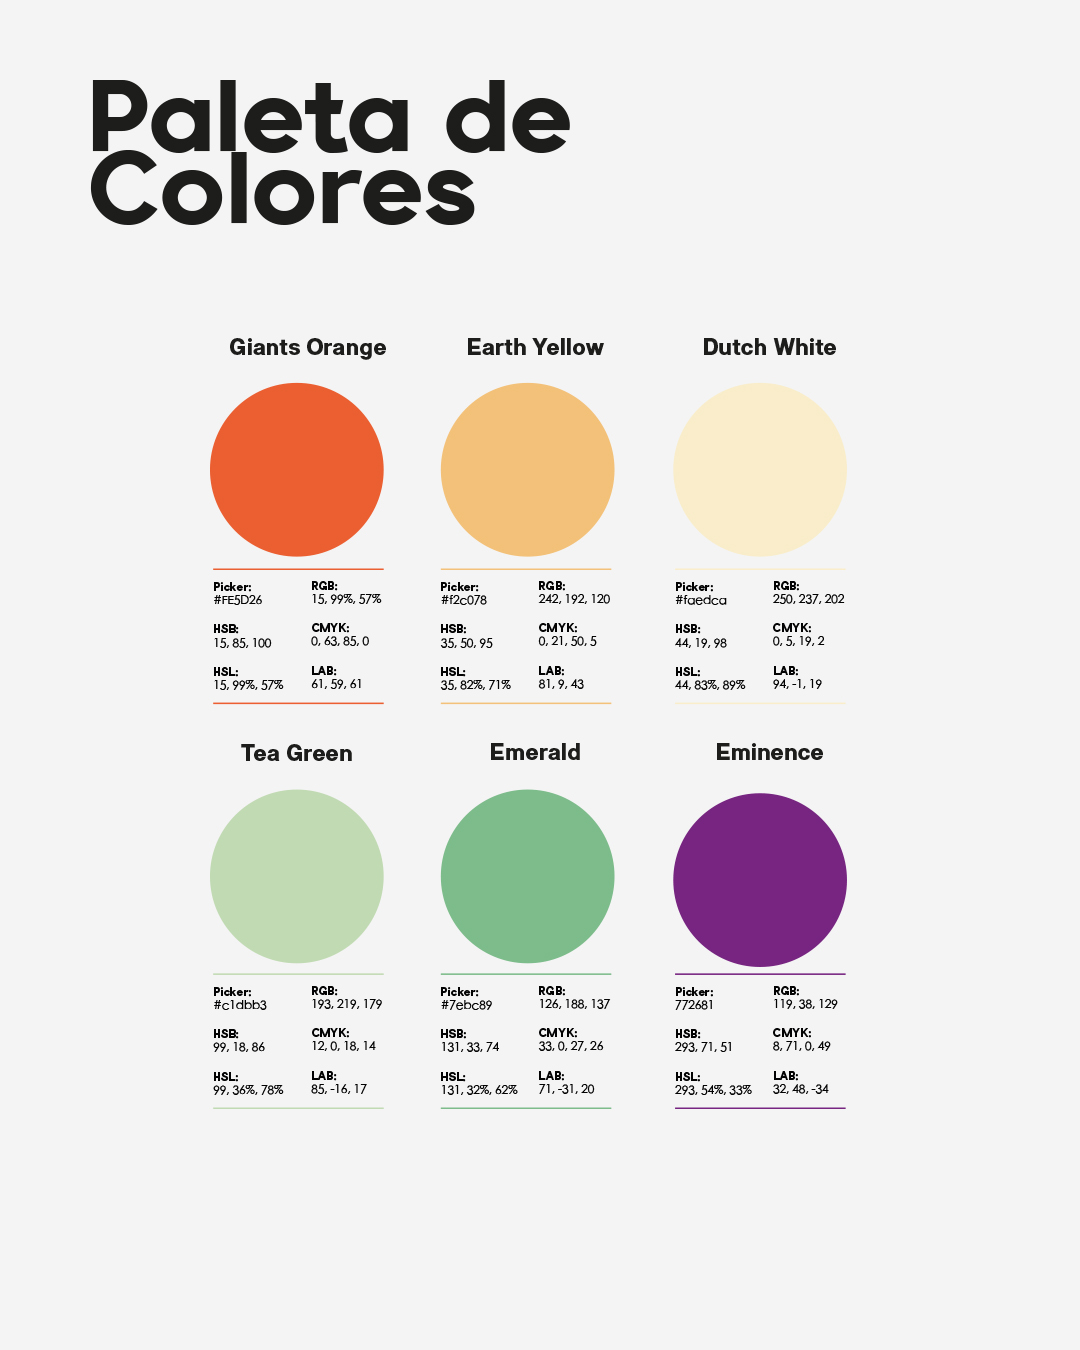 Paleta de
Colores
Giants Orange
Picker:
#FE5D26
RGB:
15, 99%, 57%
HSB:
15, 85, 100
CMYK:
0, 63, 85, 0
HSL:
15, 99%, 57%
LAB:
61, 59, 61
Earth Yellow
Picker:
#f2c078
RGB:
242, 192, 120
HSB:
35, 50, 95
CMYK:
0, 21, 50, 5
HSL:
35, 82%, 71%
LAB:
81, 9, 43
Dutch White
Picker:
#faedca
RGB:
250, 237, 202
HSB:
44, 19, 98
CMYK:
0, 5, 19, 2
HSL:
44, 83%, 89%
LAB:
94, -1, 19
Tea Green
Picker:
#c1dbb3
RGB:
193, 219, 179
HSB:
99, 18, 86
CMYK:
12, 0, 18, 14
HSL:
99, 36%, 78%
LAB:
85, -16, 17
Emerald
Picker:
#7ebc89
RGB:
126, 188, 137
HSB:
131, 33, 74
CMYK:
33, 0, 27, 26
HSL:
131, 32%, 62%
LAB:
71, -31, 20
Eminence
Picker:
772681
RGB:
119, 38, 129
HSB:
293, 71, 51
CMYK:
8, 71, 0, 49
HSL:
293, 54%, 33%
LAB:
32, 48, -34